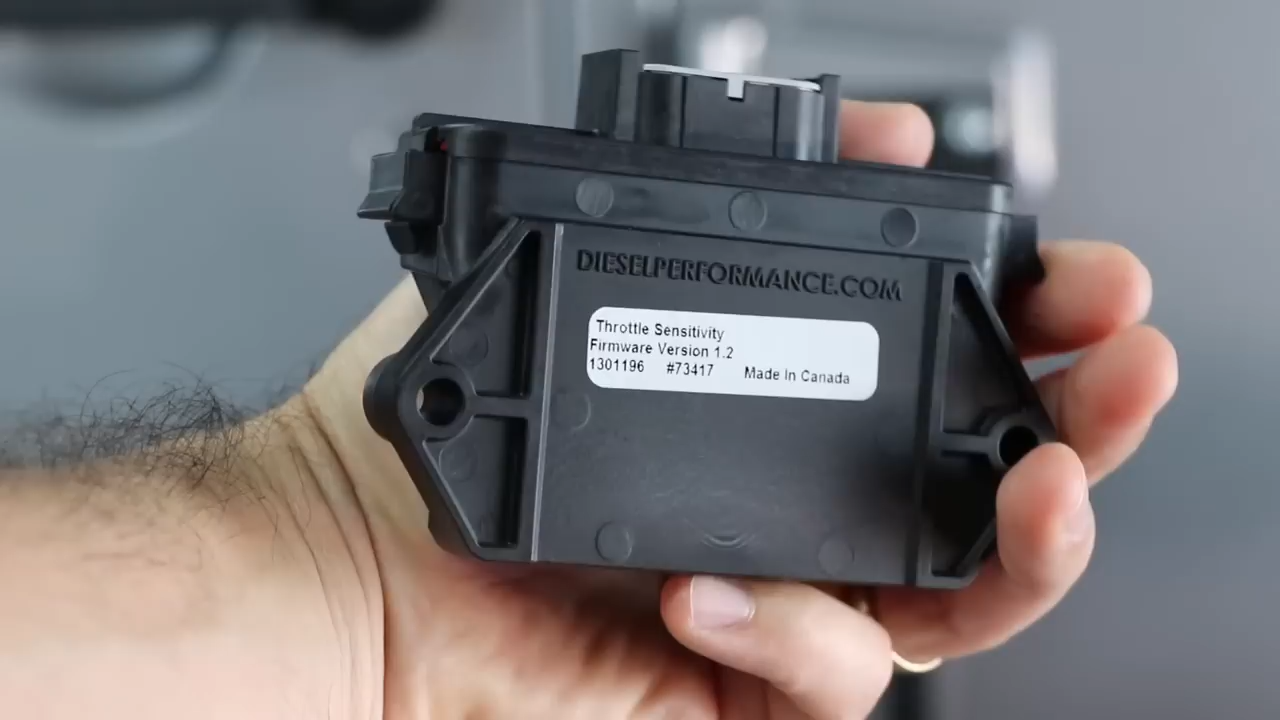 DIESELPERFORMANCE.COM
Throttle Sensitivity
Firmware Version 1.2
1301196 #73417 Made In Canada